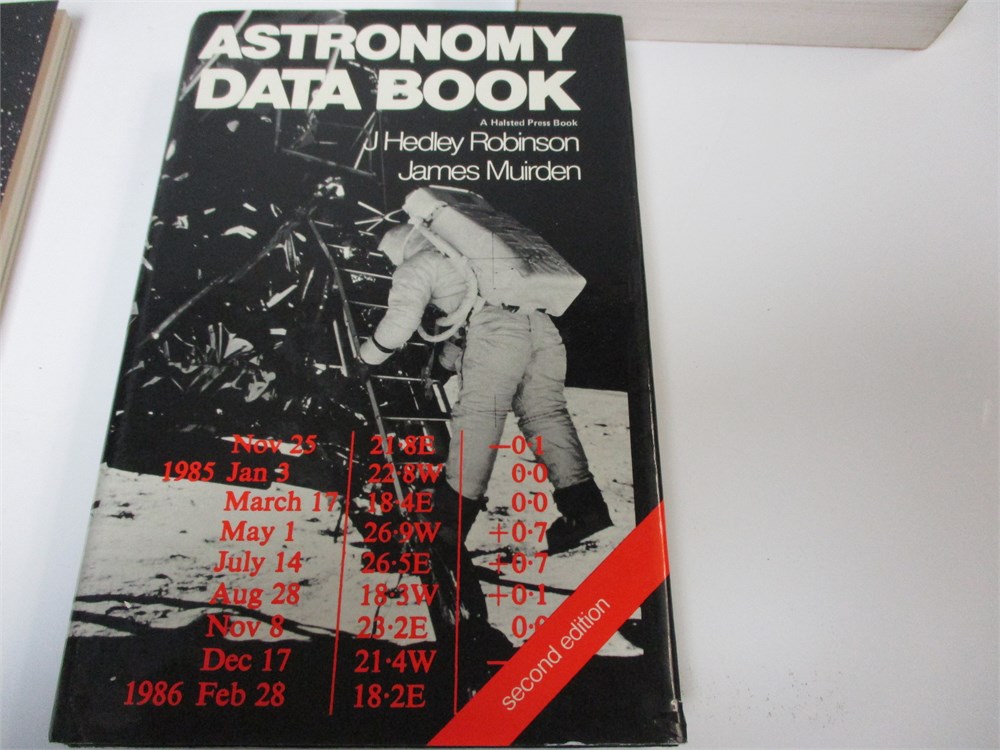 ASTRONOMY
DATA BOOK
A Halsted Press Book
J Hedley Robinson
James Muirden
Nov 25 21·8E −0·1
1985 Jan 3 22·8W 0·0
March 17 18·4E 0·0
May 1 26·9W +0·7
July 14 26·5E +0·7
Aug 28 18·3W +0·1
Nov 8 23·2E 0·
Dec 17 21·4W −
1986 Feb 28 18·2E
second edition